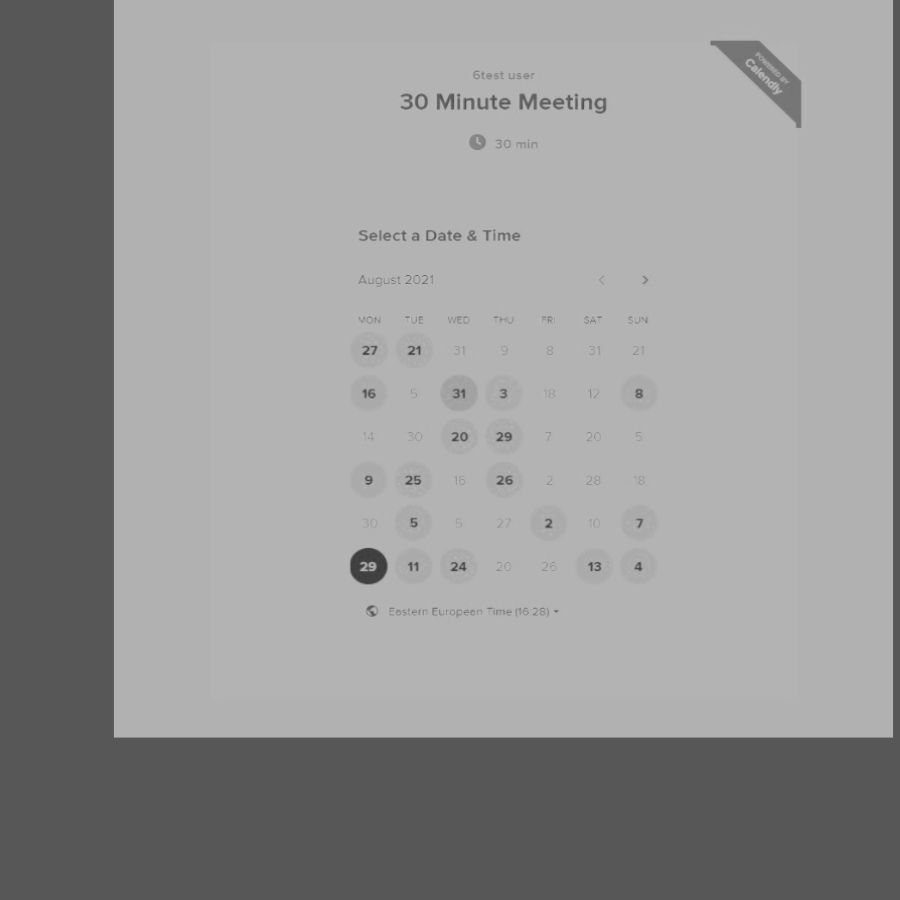 6test user
POWERED BY
Calendly
30 Minute Meeting
30 min
Select a Date & Time
August 2021
MON TUE WED THU FRI SAT SUN
27 21 31 9 8 31 21
16 5 31 3 18 12 8
14 30 20 29 7 20 5
9 25 16 26 2 28 18
30 5 5 27 2 10 7
29 11 24 20 26 13 4
Eastern European Time (16:28)